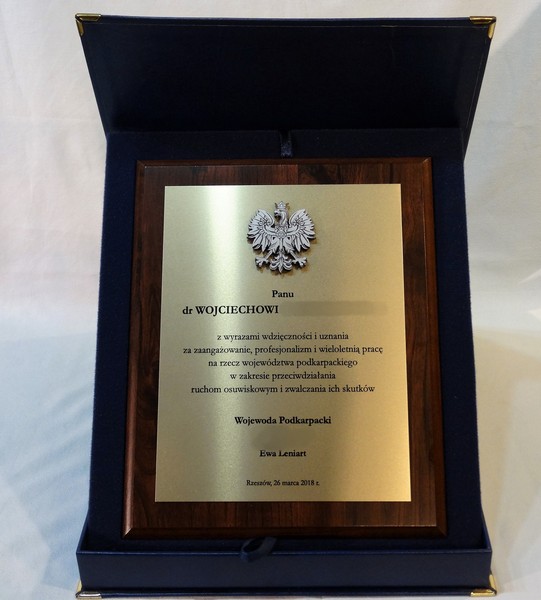 Panu
dr WOJCIECHOWI
z wyrazami wdzięczności i uznania
za zaangażowanie, profesjonalizm i wieloletnią pracę
na rzecz województwa podkarpackiego
w zakresie przeciwdziałania
ruchom osuwiskowym i zwalczania ich skutków
Wojewoda Podkarpacki
Ewa Leniart
Rzeszów, 26 marca 2018 r.